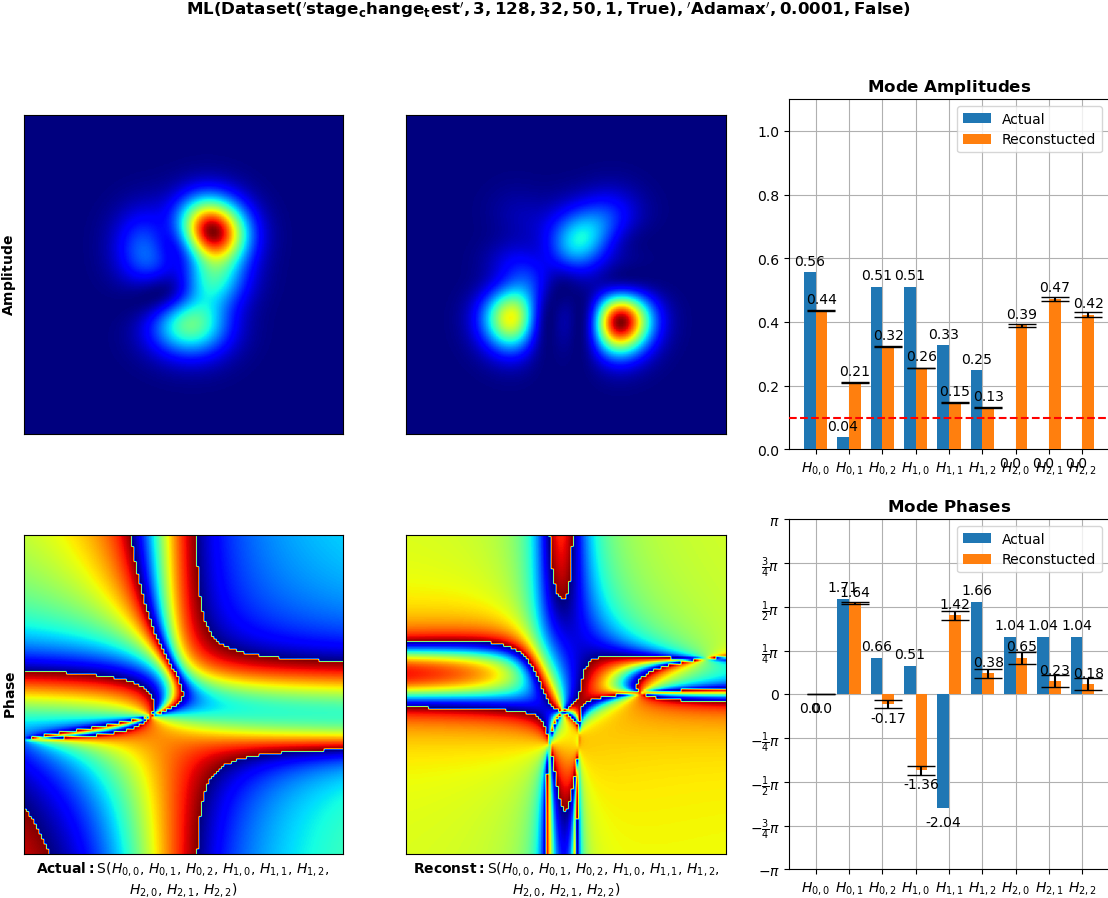 ML(Dataset('stage_change_test', 3, 128, 32, 50, 1, True), 'Adamax', 0.0001, False)
Amplitude
Mode Amplitudes
Actual
Reconstucted
1.0
0.8
0.6
0.4
0.2
0.0
0.56
0.44
0.04
0.21
0.51
0.32
0.51
0.26
0.33
0.15
0.25
0.13
0.0
0.39
0.0
0.47
0.0
0.42
H0,0 H0,1 H0,2 H1,0 H1,1 H1,2 H2,0 H2,1 H2,2
Phase
Actual: S(H0,0, H0,1, H0,2, H1,0, H1,1, H1,2,
H2,0, H2,1, H2,2)
Reconst: S(H0,0, H0,1, H0,2, H1,0, H1,1, H1,2,
H2,0, H2,1, H2,2)
Mode Phases
Actual
Reconstucted
π
3/4π
1/2π
1/4π
0
−1/4π
−1/2π
−3/4π
−π
0.0
0.0
1.71
1.64
0.66
-0.17
0.51
-1.36
-2.04
1.42
1.66
0.38
1.04
0.65
1.04
0.23
1.04
0.18
H0,0 H0,1 H0,2 H1,0 H1,1 H1,2 H2,0 H2,1 H2,2